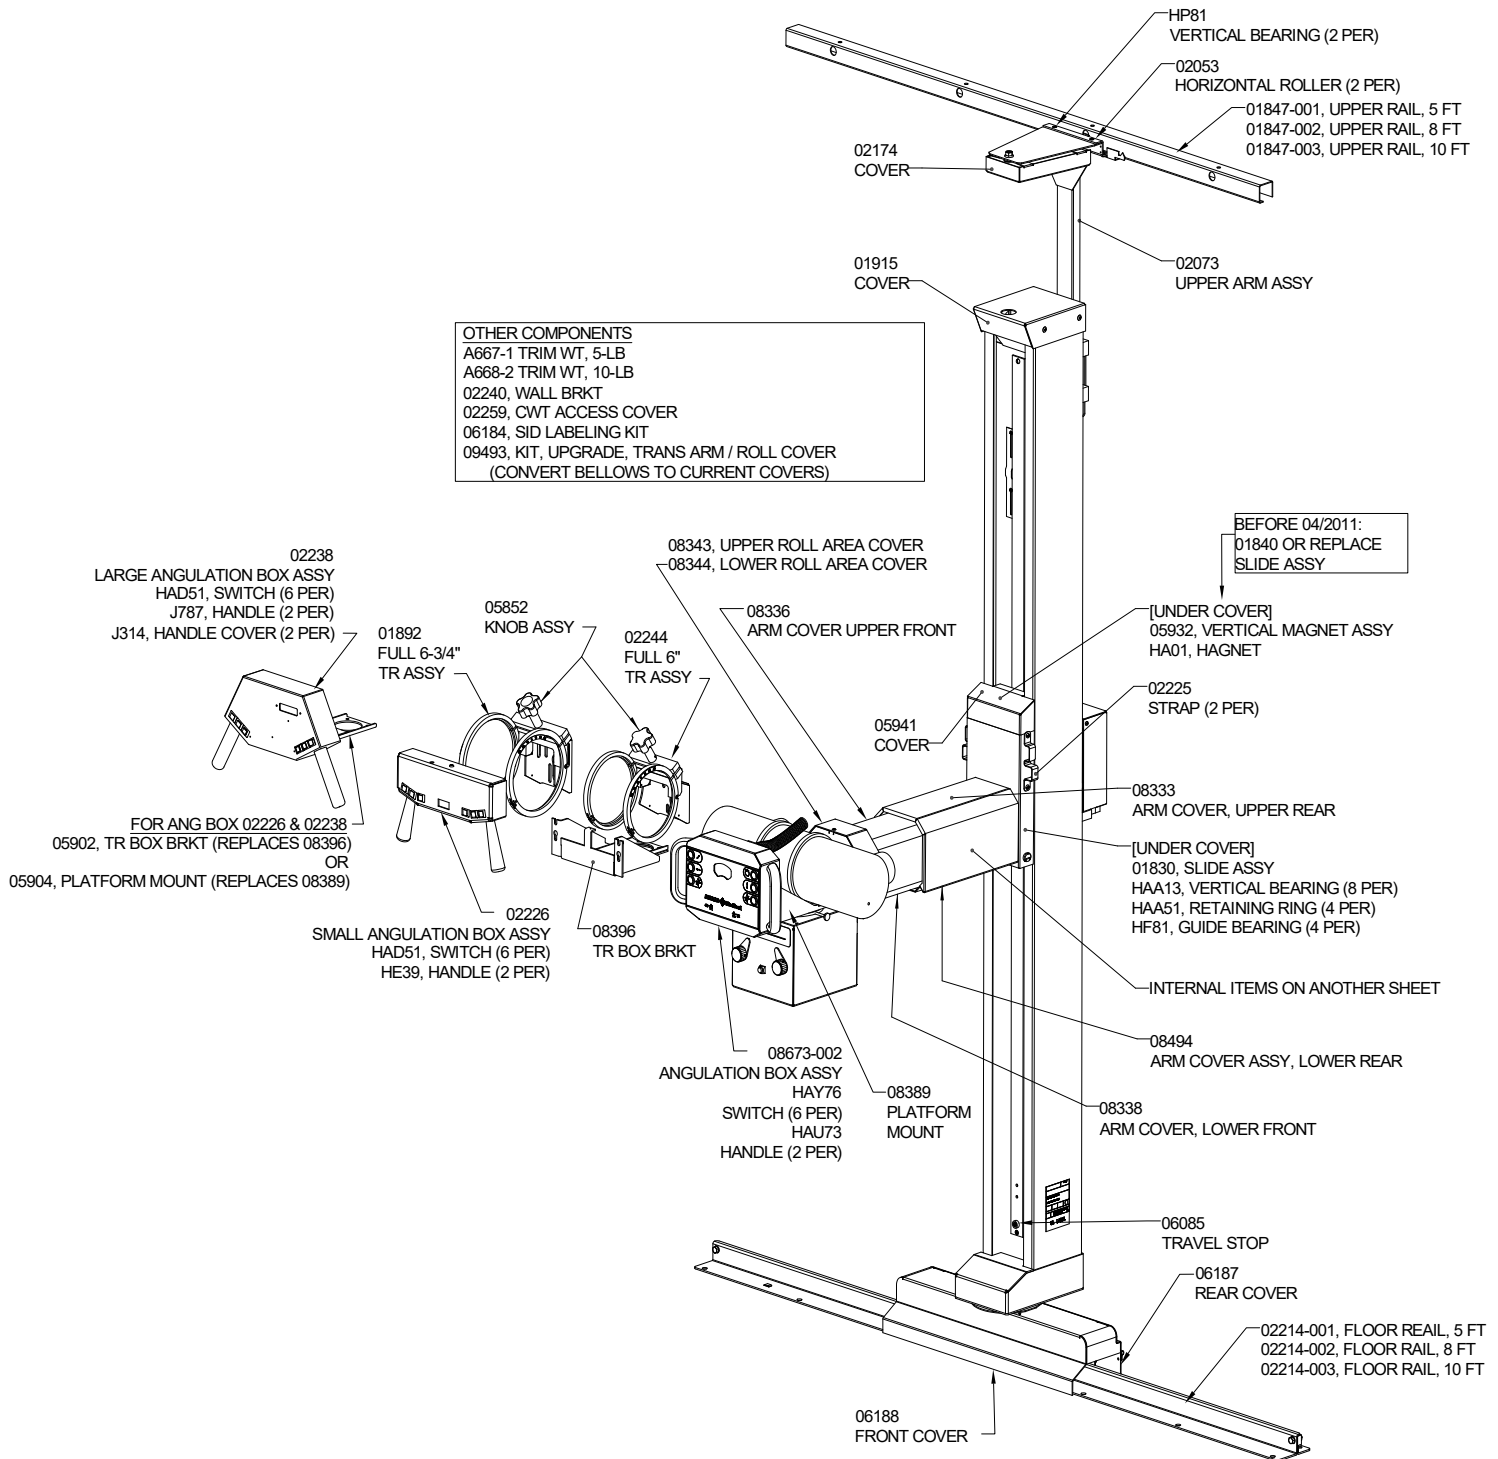 HP81
VERTICAL BEARING (2 PER)
02053
HORIZONTAL ROLLER (2 PER)
01847-001, UPPER RAIL, 5 FT
01847-002, UPPER RAIL, 8 FT
01847-003, UPPER RAIL, 10 FT
02174
COVER
01915
COVER
02073
UPPER ARM ASSY
OTHER COMPONENTS
A667-1 TRIM WT, 5-LB
A668-2 TRIM WT, 10-LB
02240, WALL BRKT
02259, CWT ACCESS COVER
06184, SID LABELING KIT
09493, KIT, UPGRADE, TRANS ARM / ROLL COVER
(CONVERT BELLOWS TO CURRENT COVERS)
BEFORE 04/2011:
01840 OR REPLACE
SLIDE ASSY
02238
LARGE ANGULATION BOX ASSY
HAD51, SWITCH (6 PER)
J787, HANDLE (2 PER)
J314, HANDLE COVER (2 PER)
01892
FULL 6-3/4"
TR ASSY
05852
KNOB ASSY
02244
FULL 6"
TR ASSY
08343, UPPER ROLL AREA COVER
08344, LOWER ROLL AREA COVER
08336
ARM COVER UPPER FRONT
[UNDER COVER]
05932, VERTICAL MAGNET ASSY
HA01, HAGNET
02225
STRAP (2 PER)
05941
COVER
08333
ARM COVER, UPPER REAR
FOR ANG BOX 02226 & 02238
05902, TR BOX BRKT (REPLACES 08396)
OR
05904, PLATFORM MOUNT (REPLACES 08389)
[UNDER COVER]
01830, SLIDE ASSY
HAA13, VERTICAL BEARING (8 PER)
HAA51, RETAINING RING (4 PER)
HF81, GUIDE BEARING (4 PER)
02226
SMALL ANGULATION BOX ASSY
HAD51, SWITCH (6 PER)
HE39, HANDLE (2 PER)
08396
TR BOX BRKT
INTERNAL ITEMS ON ANOTHER SHEET
08494
ARM COVER ASSY, LOWER REAR
08673-002
ANGULATION BOX ASSY
HAY76
SWITCH (6 PER)
HAU73
HANDLE (2 PER)
08389
PLATFORM
MOUNT
08338
ARM COVER, LOWER FRONT
06085
TRAVEL STOP
06187
REAR COVER
02214-001, FLOOR REAIL, 5 FT
02214-002, FLOOR RAIL, 8 FT
02214-003, FLOOR RAIL, 10 FT
06188
FRONT COVER